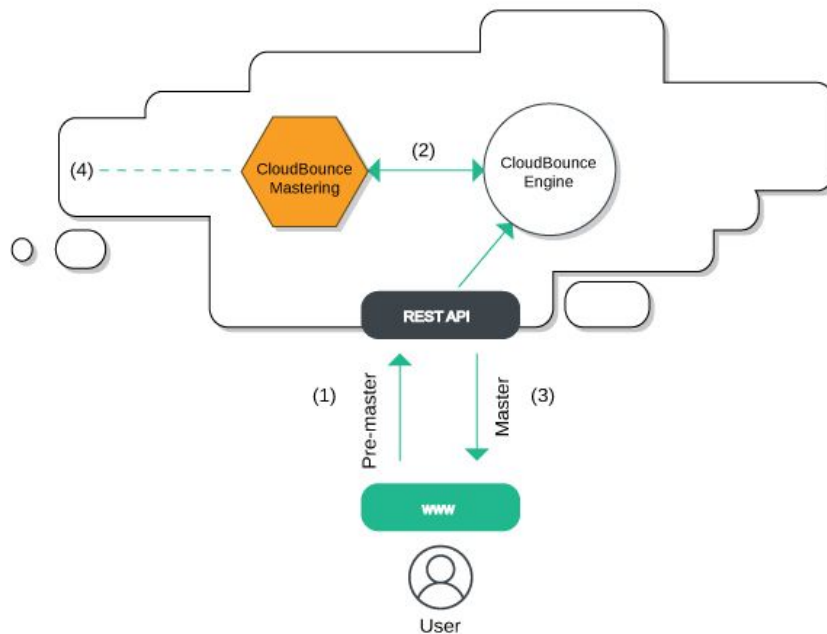 (4)
CloudBounce
Mastering
(2)
CloudBounce
Engine
REST API
(1)
Pre-master
Master
(3)
www
User